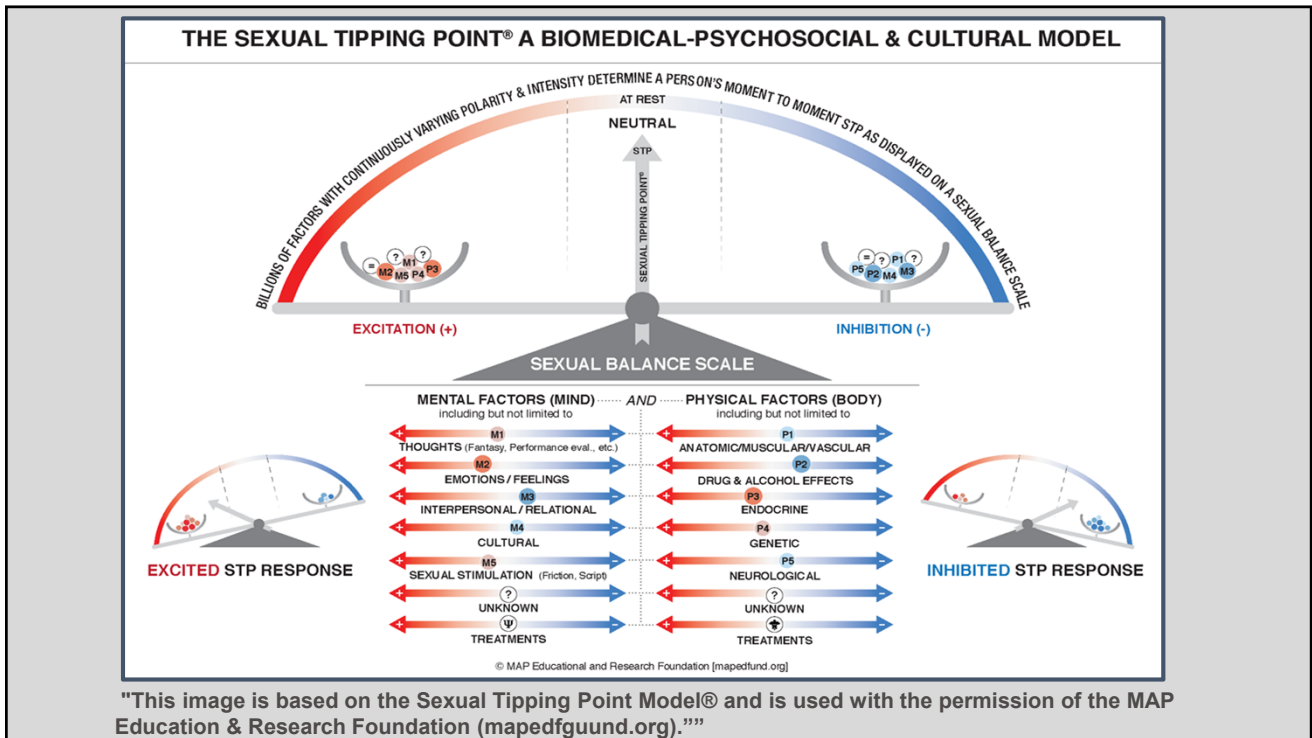 THE SEXUAL TIPPING POINT® A BIOMEDICAL-PSYCHOSOCIAL & CULTURAL MODEL
BILLIONS OF FACTORS WITH CONTINUOUSLY VARYING POLARITY & INTENSITY DETERMINE A PERSON'S MOMENT TO MOMENT STP AS DISPLAYED ON A SEXUAL BALANCE SCALE
AT REST
NEUTRAL
STP
SEXUAL TIPPING POINT®
= ? M1 ? M2 M5 P4 P3
= ? P1 ? P5 P2 M4 M3
EXCITATION (+)
INHIBITION (-)
SEXUAL BALANCE SCALE
MENTAL FACTORS (MIND) ······ AND ······ PHYSICAL FACTORS (BODY)
including but not limited to
including but not limited to
+ M1 -
THOUGHTS (Fantasy, Performance eval., etc.)
+ M2 -
EMOTIONS / FEELINGS
+ M3 -
INTERPERSONAL / RELATIONAL
+ M4 -
CULTURAL
+ M5 -
SEXUAL STIMULATION (Friction, Script)
+ ? -
UNKNOWN
+ Ψ -
TREATMENTS
+ P1 -
ANATOMIC/MUSCULAR/VASCULAR
+ P2 -
DRUG & ALCOHOL EFFECTS
+ P3 -
ENDOCRINE
+ P4 -
GENETIC
+ P5 -
NEUROLOGICAL
+ ? -
UNKNOWN
+ -
TREATMENTS
EXCITED STP RESPONSE
INHIBITED STP RESPONSE
© MAP Educational and Research Foundation [mapedfund.org]
"This image is based on the Sexual Tipping Point Model® and is used with the permission of the MAP
Education & Research Foundation (mapedfguund.org).””